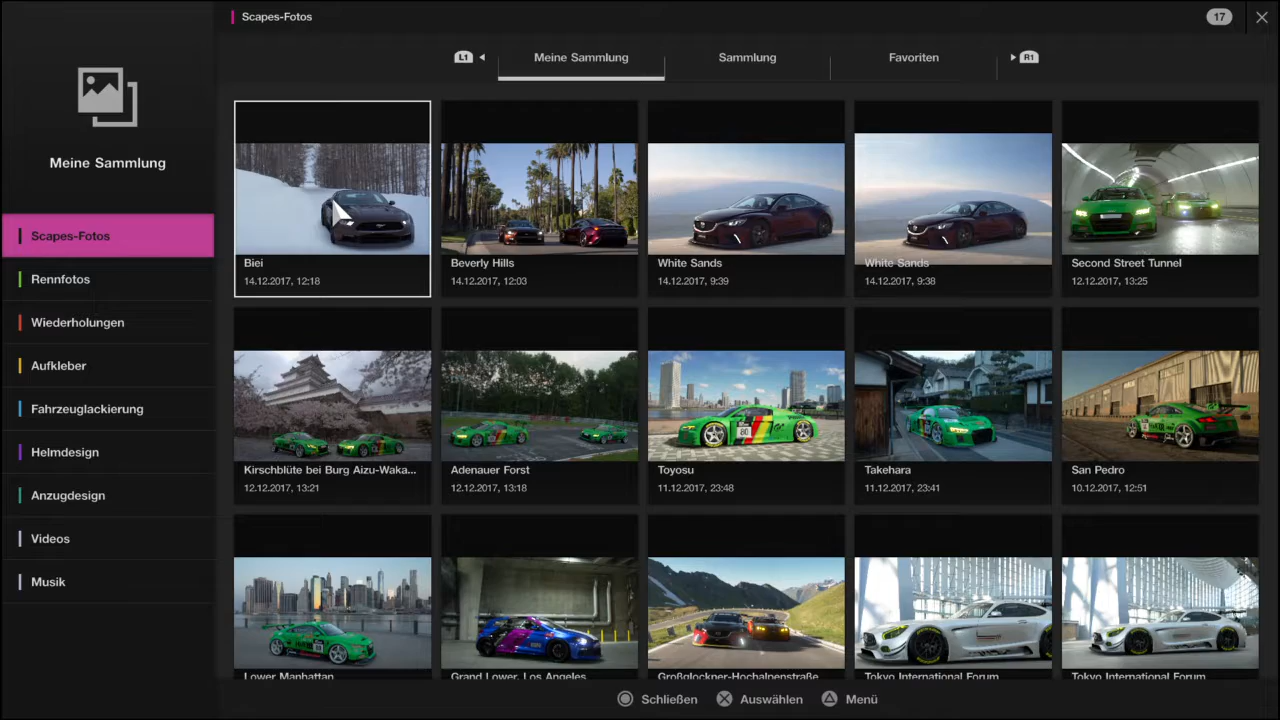 Scapes-Fotos
17
L1
Meine Sammlung
Sammlung
Favoriten
R1
Meine Sammlung
Scapes-Fotos
Rennfotos
Wiederholungen
Aufkleber
Fahrzeuglackierung
Helmdesign
Anzugdesign
Videos
Musik
Biei
14.12.2017, 12:18
Beverly Hills
14.12.2017, 12:03
White Sands
14.12.2017, 9:39
White Sands
14.12.2017, 9:38
Second Street Tunnel
12.12.2017, 13:25
Kirschblüte bei Burg Aizu-Waka...
12.12.2017, 13:21
Adenauer Forst
12.12.2017, 13:18
80
Toyosu
11.12.2017, 23:48
Takehara
11.12.2017, 23:41
San Pedro
10.12.2017, 12:51
Lower Manhattan
Grand Lower, Los Angeles
Großglockner-Hochalpenstraße
Tokyo International Forum
Tokyo International Forum
Schließen
Auswählen
Menü